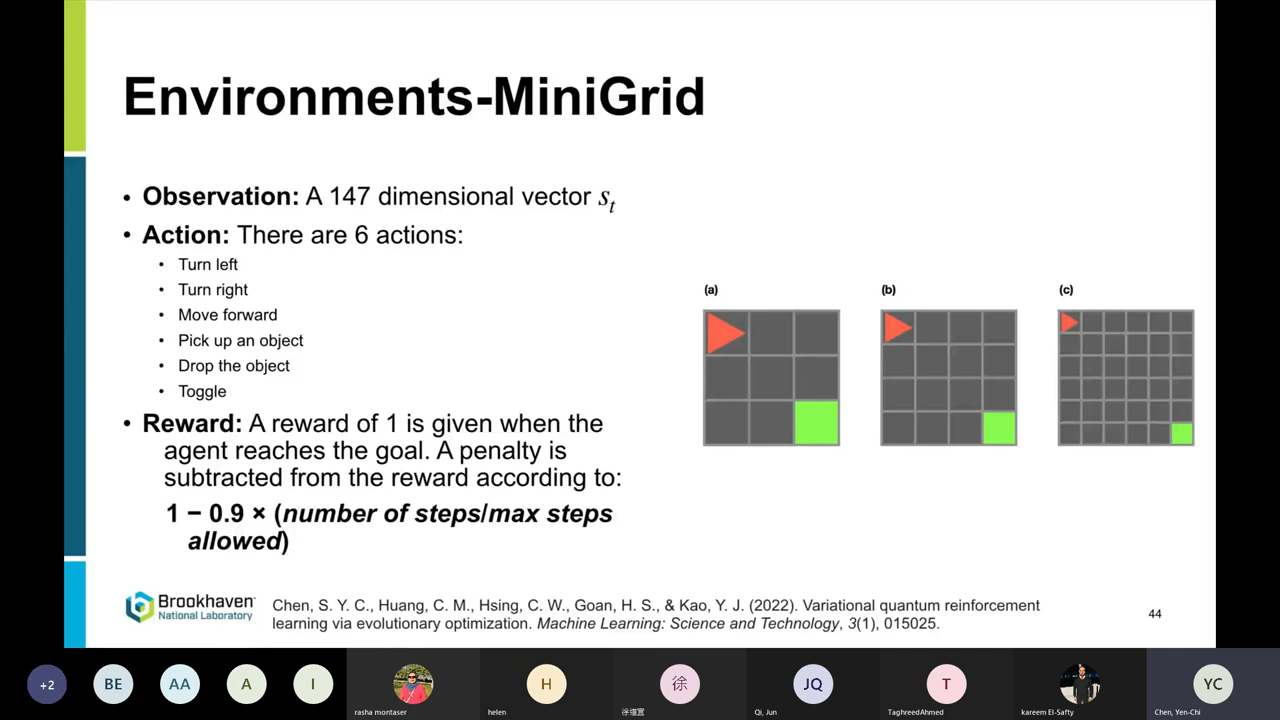 Environments-MiniGrid
• Observation: A 147 dimensional vector st
• Action: There are 6 actions:
• Turn left
• Turn right
• Move forward
• Pick up an object
• Drop the object
• Toggle
• Reward: A reward of 1 is given when the
agent reaches the goal. A penalty is
subtracted from the reward according to:
1 − 0.9 × (number of steps/max steps
allowed)
(a)
(b)
(c)
Brookhaven
National Laboratory
Chen, S. Y. C., Huang, C. M., Hsing, C. W., Goan, H. S., & Kao, Y. J. (2022). Variational quantum reinforcement
learning via evolutionary optimization. Machine Learning: Science and Technology, 3(1), 015025.
44
+2
BE
AA
A
I
H
徐
JQ
T
YC
rasha montaser
helen
徐瑨宣
Qi, Jun
TaghreedAhmed
kareem El-Safty
Chen, Yen-Chi